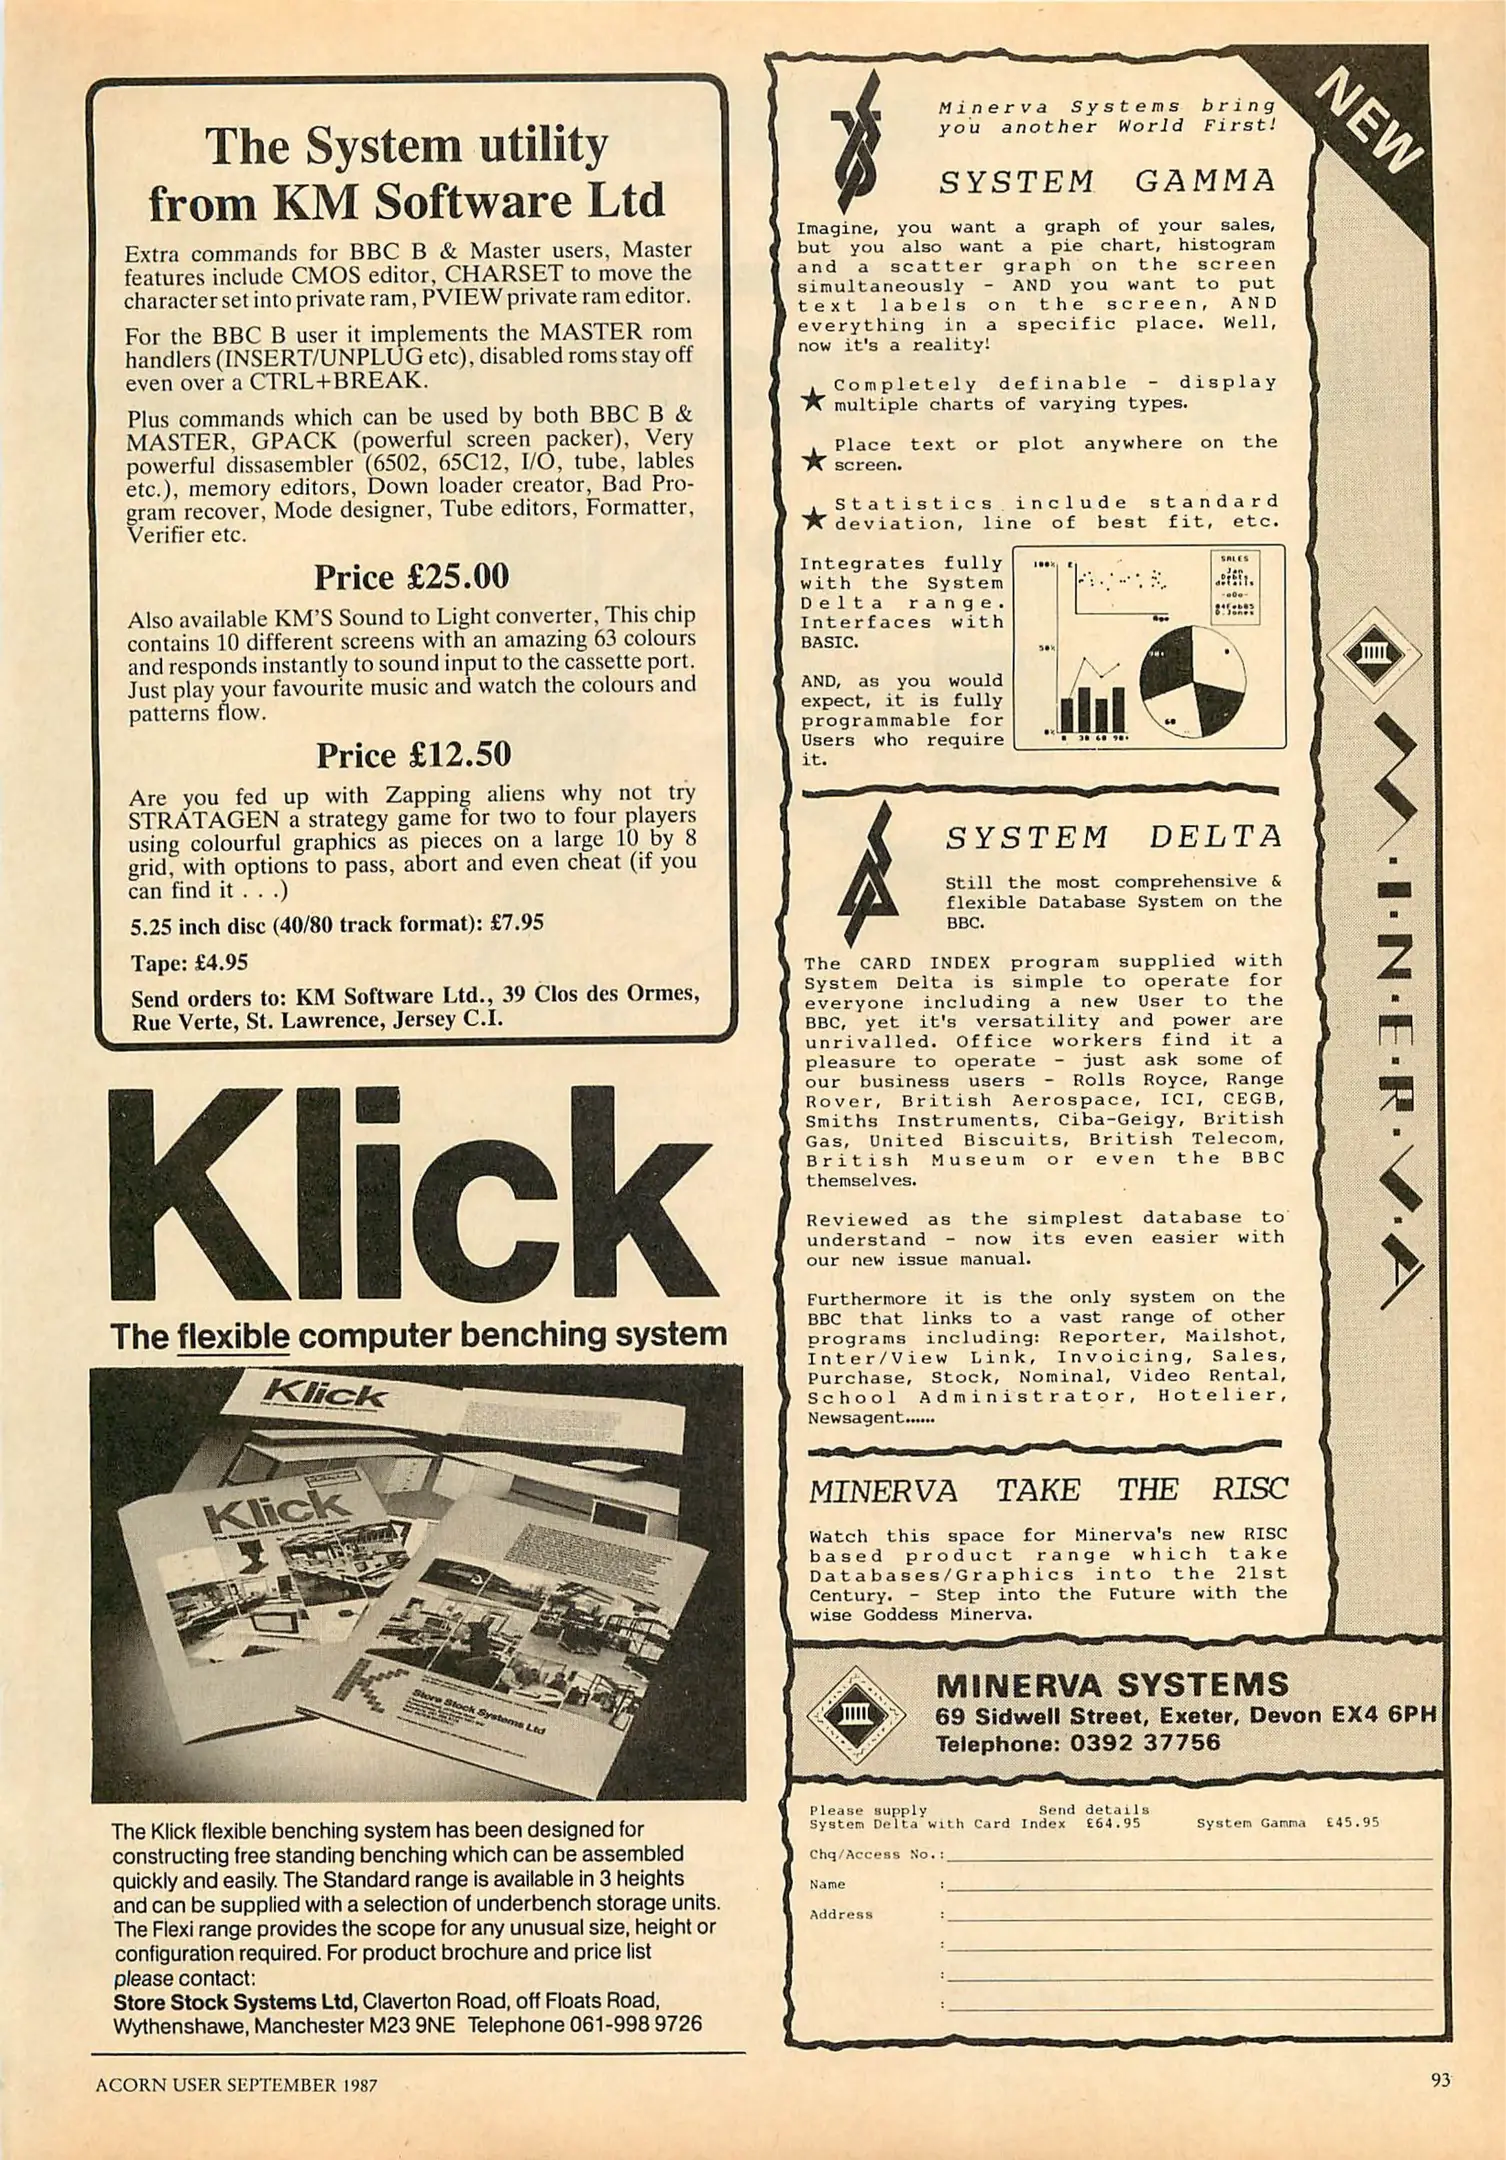 The System utility
from KM Software Ltd
Extra commands for BBC B & Master users, Master
features include CMOS editor, CHARSET to move the
character set into private ram, PVIEW private ram editor.
For the BBC B user it implements the MASTER rom
handlers (INSERT/UNPLUG etc), disabled roms stay off
even over a CTRL+BREAK.
Plus commands which can be used by both BBC B &
MASTER, GPACK (powerful screen packer), Very
powerful dissasembler (6502, 65C12, I/O, tube, lables
etc.), memory editors, Down loader creator, Bad Pro-
gram recover, Mode designer, Tube editors, Formatter,
Verifier etc.
Price £25.00
Also available KM'S Sound to Light converter, This chip
contains 10 different screens with an amazing 63 colours
and responds instantly to sound input to the cassette port.
Just play your favourite music and watch the colours and
patterns flow.
Price £12.50
Are you fed up with Zapping aliens why not try
STRATAGEN a strategy game for two to four players
using colourful graphics as pieces on a large 10 by 8
grid, with options to pass, abort and even cheat (if you
can find it . . .)
5.25 inch disc (40/80 track format): £7.95
Tape: £4.95
Send orders to: KM Software Ltd., 39 Clos des Ormes,
Rue Verte, St. Lawrence, Jersey C.I.
Klick
The flexible computer benching system
Klick
Klick
Store Stock Systems Ltd
The Klick flexible benching system has been designed for
constructing free standing benching which can be assembled
quickly and easily. The Standard range is available in 3 heights
and can be supplied with a selection of underbench storage units.
The Flexi range provides the scope for any unusual size, height or
configuration required. For product brochure and price list
please contact:
Store Stock Systems Ltd, Claverton Road, off Floats Road,
Wythenshawe, Manchester M23 9NE Telephone 061-998 9726
NEW
Minerva Systems bring
you another World First!
SYSTEM GAMMA
Imagine, you want a graph of your sales,
but you also want a pie chart, histogram
and a scatter graph on the screen
simultaneously - AND you want to put
text labels on the screen, AND
everything in a specific place. Well,
now it's a reality!
★ Completely definable - display
multiple charts of varying types.
★ Place text or plot anywhere on the
screen.
★ Statistics include standard
deviation, line of best fit, etc.
Integrates fully
with the System
Delta range.
Interfaces with
BASIC.
AND, as you would
expect, it is fully
programmable for
Users who require
it.
100%
£
50%
0%
0 30 60 90+
Age
SALES
Jan
Debts
details
-oOo-
04Feb85
D.Jones
90+
60
SYSTEM DELTA
Still the most comprehensive &
flexible Database System on the
BBC.
The CARD INDEX program supplied with
System Delta is simple to operate for
everyone including a new User to the
BBC, yet it's versatility and power are
unrivalled. Office workers find it a
pleasure to operate - just ask some of
our business users - Rolls Royce, Range
Rover, British Aerospace, ICI, CEGB,
Smiths Instruments, Ciba-Geigy, British
Gas, United Biscuits, British Telecom,
British Museum or even the BBC
themselves.
Reviewed as the simplest database to
understand - now its even easier with
our new issue manual.
Furthermore it is the only system on the
BBC that links to a vast range of other
programs including: Reporter, Mailshot,
Inter/View Link, Invoicing, Sales,
Purchase, Stock, Nominal, Video Rental,
School Administrator, Hotelier,
Newsagent......
MINERVA TAKE THE RISC
Watch this space for Minerva's new RISC
based product range which take
Databases/Graphics into the 21st
Century. - Step into the Future with the
wise Goddess Minerva.
M·I·N·E·R·V·A
MINERVA SYSTEMS
69 Sidwell Street, Exeter, Devon EX4 6PH
Telephone: 0392 37756
Please supply Send details
System Delta with Card Index £64.95 System Gamma £45.95
Chq/Access No.:
Name :
Address :
:
:
:
ACORN USER SEPTEMBER 1987
93